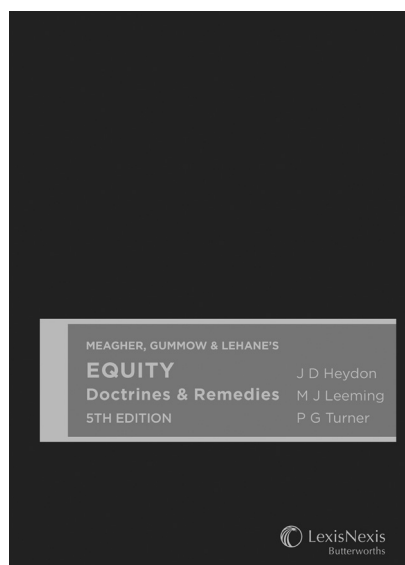 MEAGHER, GUMMOW & LEHANE'S
EQUITY
Doctrines & Remedies
5TH EDITION
J D Heydon
M J Leeming
P G Turner
LexisNexis
Butterworths